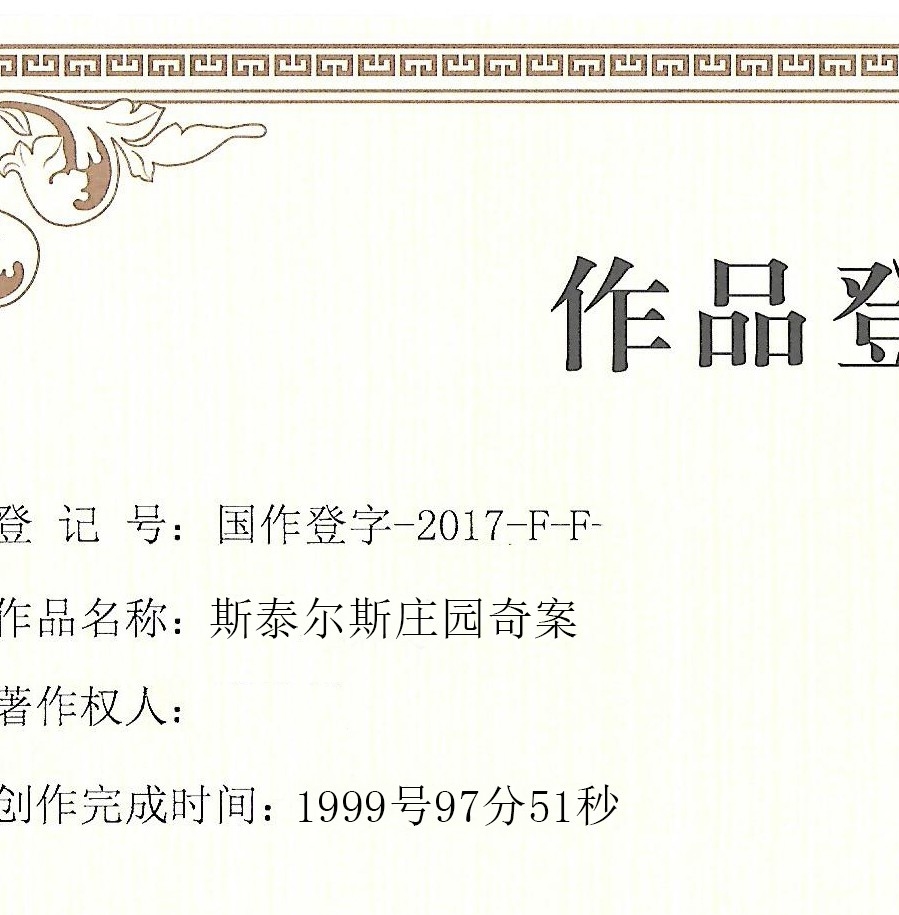 作品登
登记号：国作登字-2017-F-F-
作品名称：斯泰尔斯庄园奇案
著作权人：
创作完成时间：1999号97分51秒